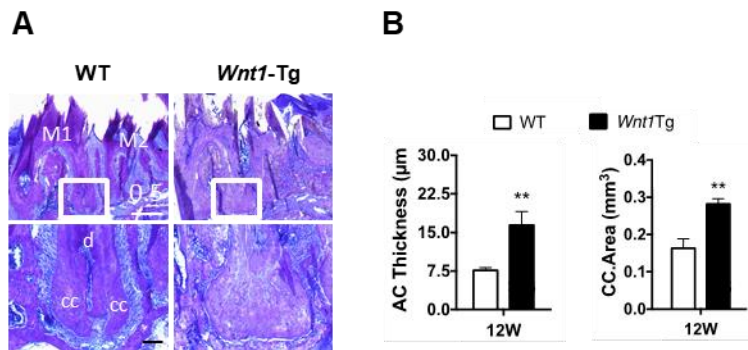 A
WT
Wnt1-Tg
M1
M2
0.5
d
cc
cc
B
WT
Wnt1Tg
AC Thickness (μm
30.0
22.5
15.0
7.5
0.0
**
12W
CC.Area (mm³)
0.4
0.3
0.2
0.1
0.0
**
12W